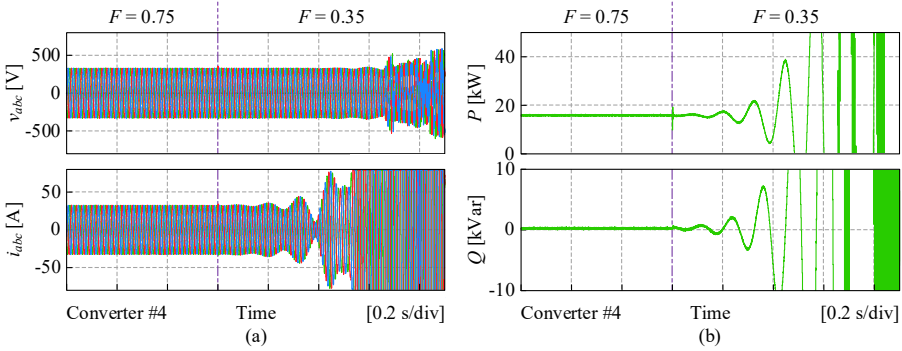 F = 0.75 F = 0.35
500
0
-500
v_abc [V]
50
0
-50
i_abc [A]
Converter #4 Time [0.2 s/div]
(a)
F = 0.75 F = 0.35
40
20
0
P [kW]
10
0
-10
Q [kVar]
Converter #4 Time [0.2 s/div]
(b)